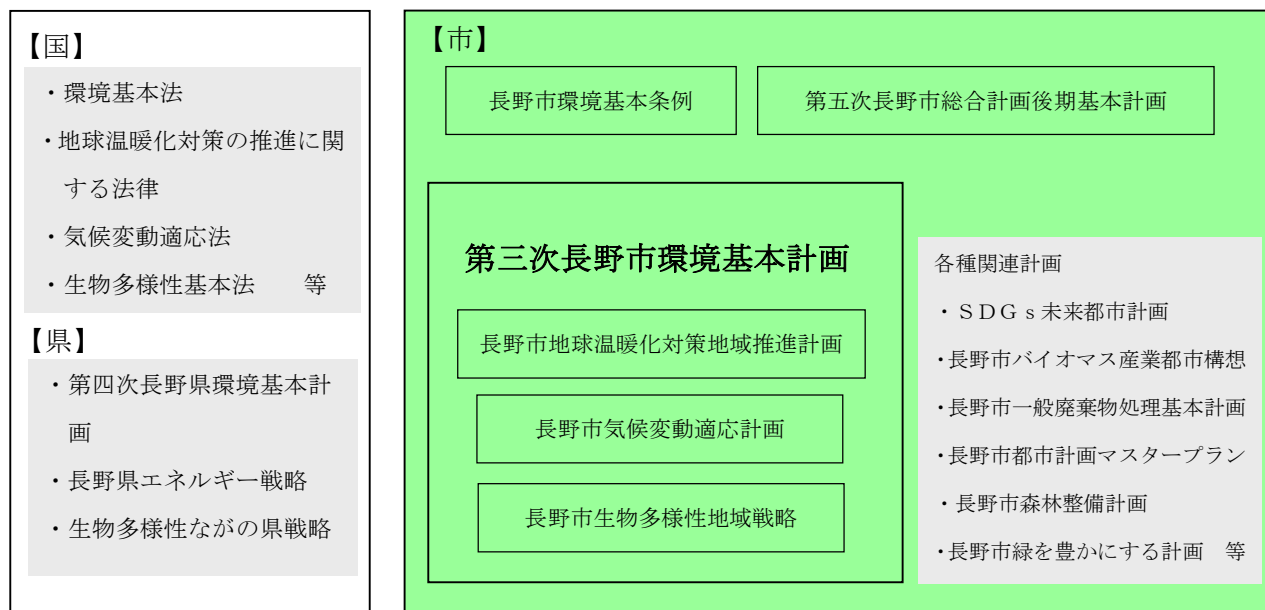 【国】
・環境基本法
・地球温暖化対策の推進に関
する法律
・気候変動適応法
・生物多様性基本法　　等
【県】
・第四次長野県環境基本計
画
・長野県エネルギー戦略
・生物多様性ながの県戦略
【市】
長野市環境基本条例
第五次長野市総合計画後期基本計画
第三次長野市環境基本計画
長野市地球温暖化対策地域推進計画
長野市気候変動適応計画
長野市生物多様性地域戦略
各種関連計画
・ＳＤＧｓ未来都市計画
・長野市バイオマス産業都市構想
・長野市一般廃棄物処理基本計画
・長野市都市計画マスタープラン
・長野市森林整備計画
・長野市緑を豊かにする計画　等